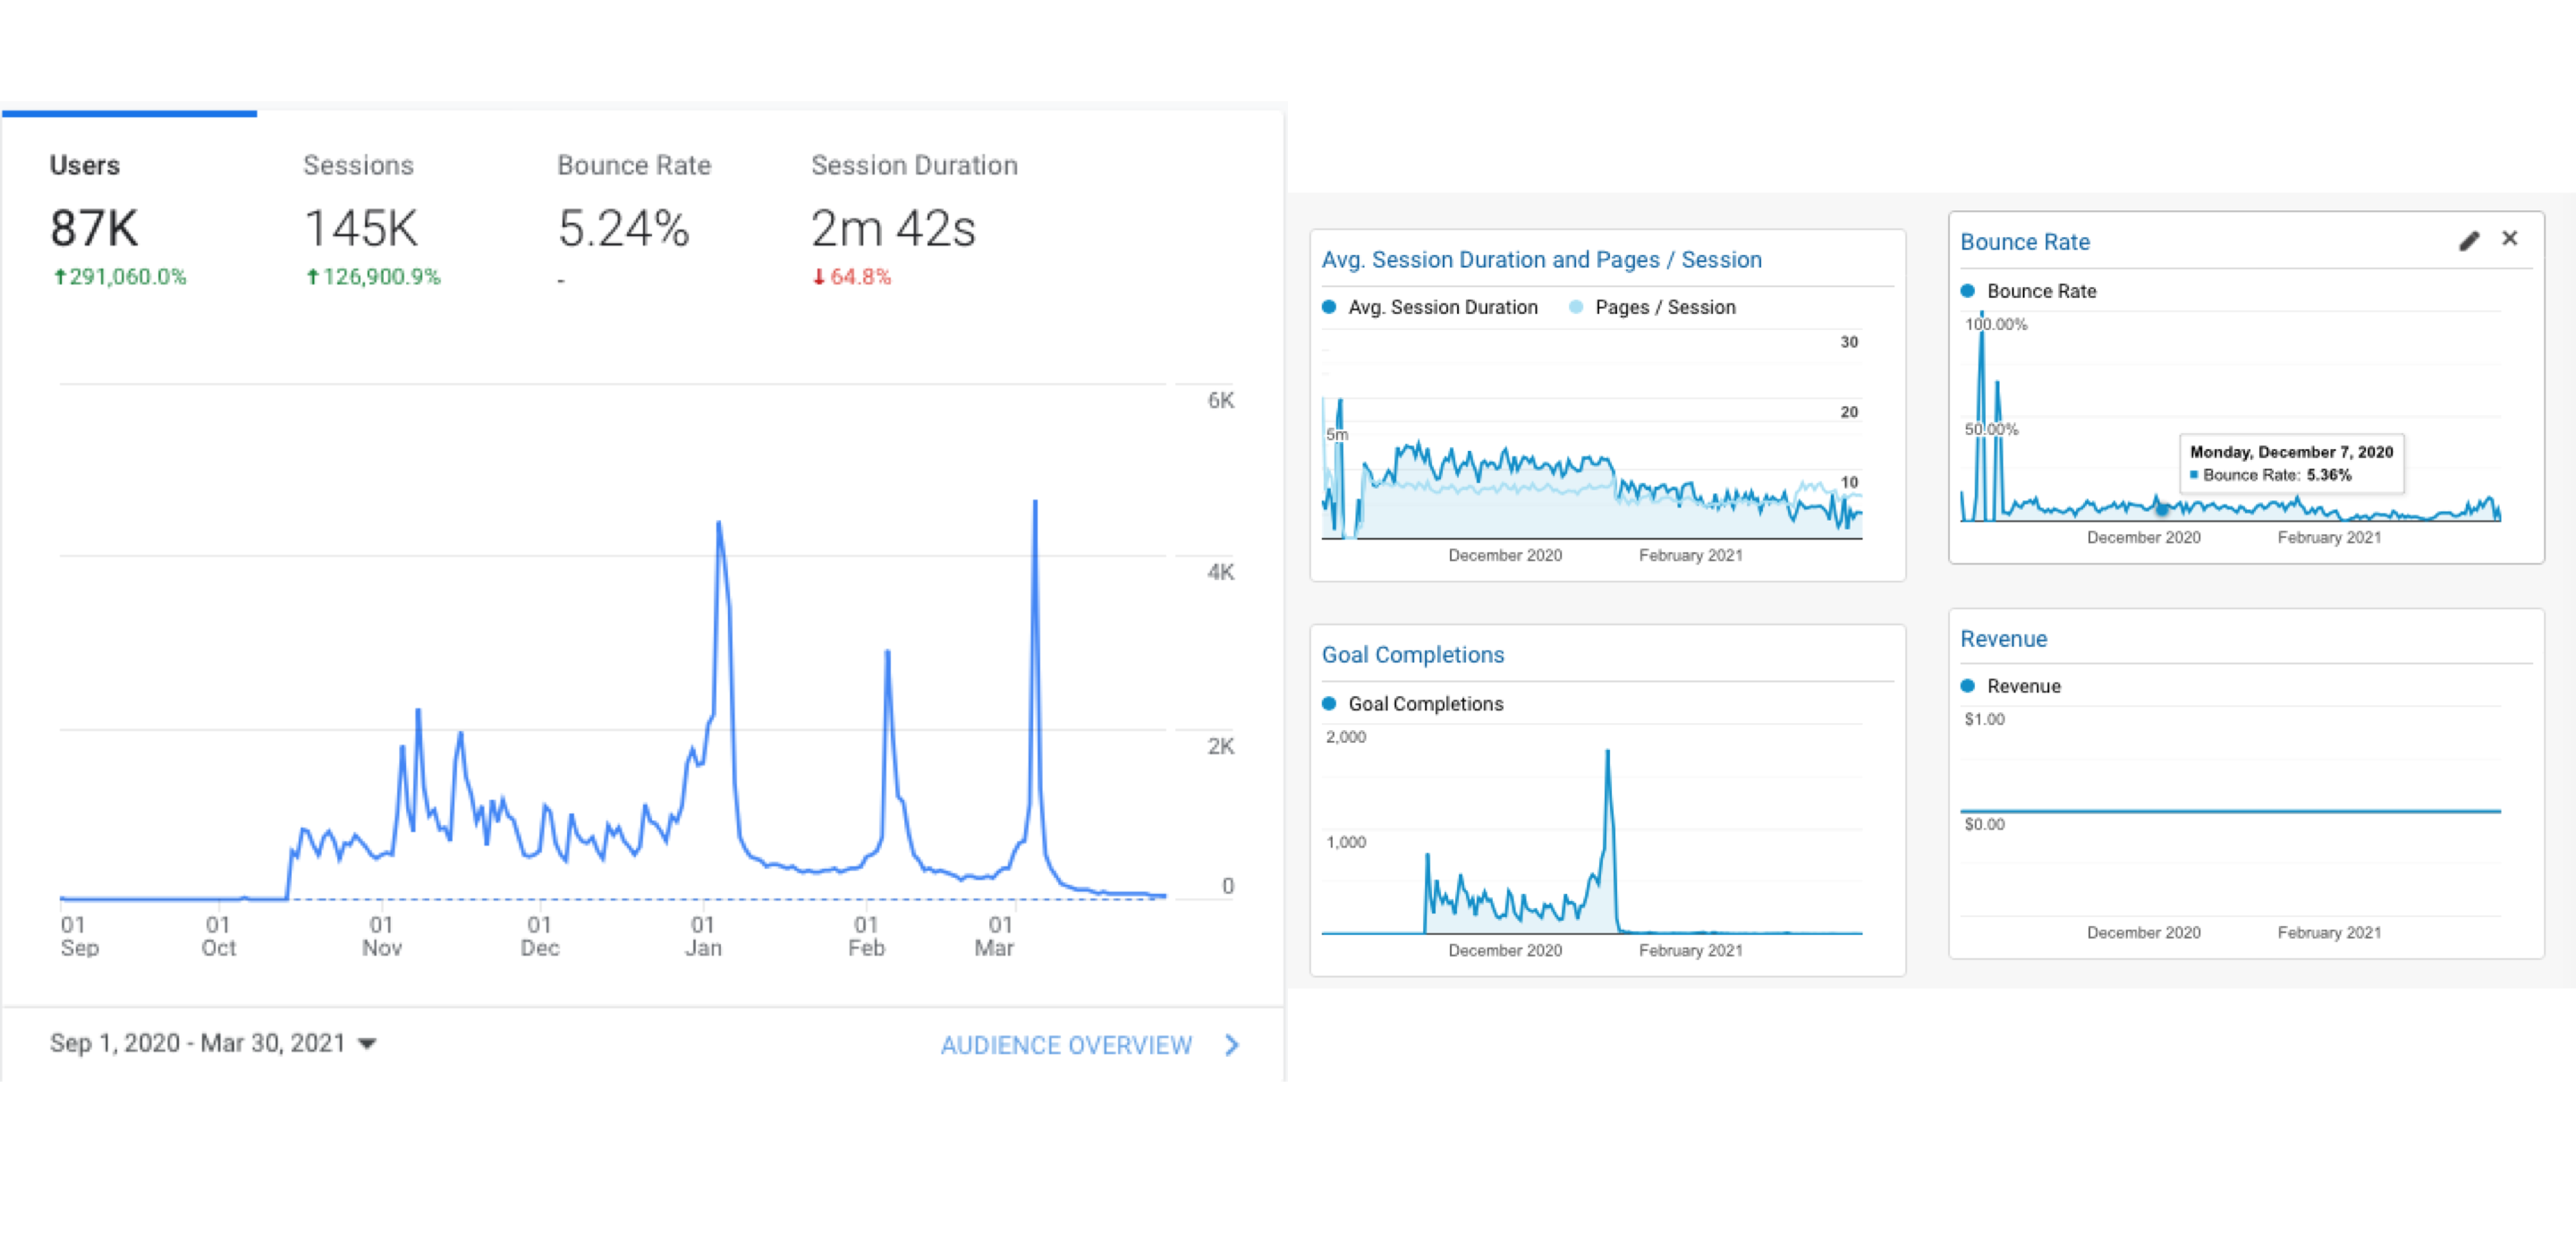 Users Sessions Bounce Rate Session Duration
87K 145K 5.24% 2m 42s
↑291,060.0% ↑126,900.9% - ↓64.8%
6K
4K
2K
0
01 01 01 01 01 01 01
Sep Oct Nov Dec Jan Feb Mar
Sep 1, 2020 - Mar 30, 2021 AUDIENCE OVERVIEW
Avg. Session Duration and Pages / Session
Avg. Session Duration Pages / Session
30
20
5m
10
December 2020 February 2021
Bounce Rate
Bounce Rate
100.00%
50.00%
Monday, December 7, 2020
Bounce Rate: 5.36%
December 2020 February 2021
Goal Completions
Goal Completions
2,000
1,000
December 2020 February 2021
Revenue
Revenue
$1.00
$0.00
December 2020 February 2021